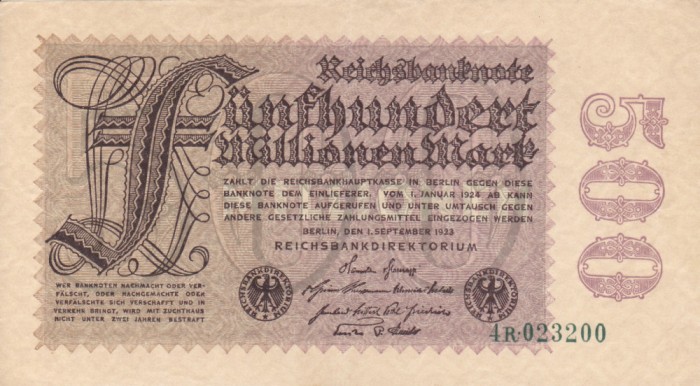 Reichsbanknote
Fünfhundert
Millionen Mark
ZAHLT DIE REICHSBANKHAUPTKASSE IN BERLIN GEGEN DIESE
BANKNOTE DEM EINLIEFERER. VOM 1. JANUAR 1924 AB KANN
DIESE BANKNOTE AUFGERUFEN UND UNTER UMTAUSCH GEGEN
ANDERE GESETZLICHE ZAHLUNGSMITTEL EINGEZOGEN WERDEN
BERLIN, DEN 1. SEPTEMBER 1923
REICHSBANKDIREKTORIUM
WER BANKNOTEN NACHMACHT ODER VER-
FÄLSCHT, ODER NACHGEMACHTE ODER
VERFÄLSCHTE SICH VERSCHAFFT UND IN
VERKEHR BRINGT, WIRD MIT ZUCHTHAUS
NICHT UNTER ZWEI JAHREN BESTRAFT
REICHSBANKDIREKTORIUM
REICHSBANKDIREKTORIUM
4R·023200
500